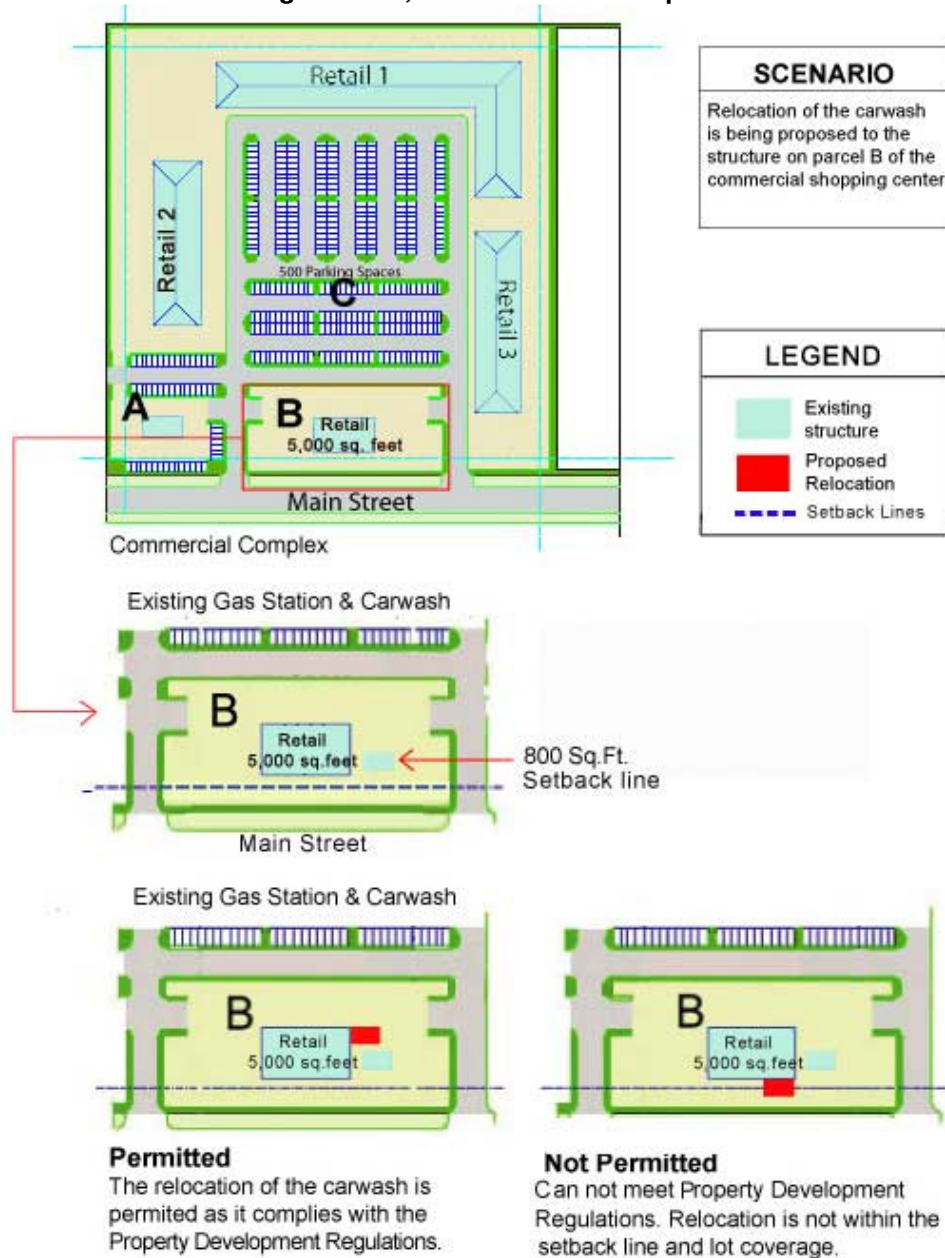 Retail 1
Retail 2
500 Parking Spaces
C
Retail 3
A
B
Retail
5,000 sq. feet
Main Street
Commercial Complex
SCENARIO
Relocation of the carwash
is being proposed to the
structure on parcel B of the
commercial shopping center
LEGEND
Existing
structure
Proposed
Relocation
Setback Lines
Existing Gas Station & Carwash
B
Retail
5,000 sq.feet
800 Sq.Ft.
Setback line
Main Street
Existing Gas Station & Carwash
B
Retail
5,000 sq.feet
B
Retail
5,000 sq.feet
Permitted
The relocation of the carwash is
permited as it complies with the
Property Development Regulations.
Not Permitted
Can not meet Property Development
Regulations. Relocation is not within the
setback line and lot coverage.